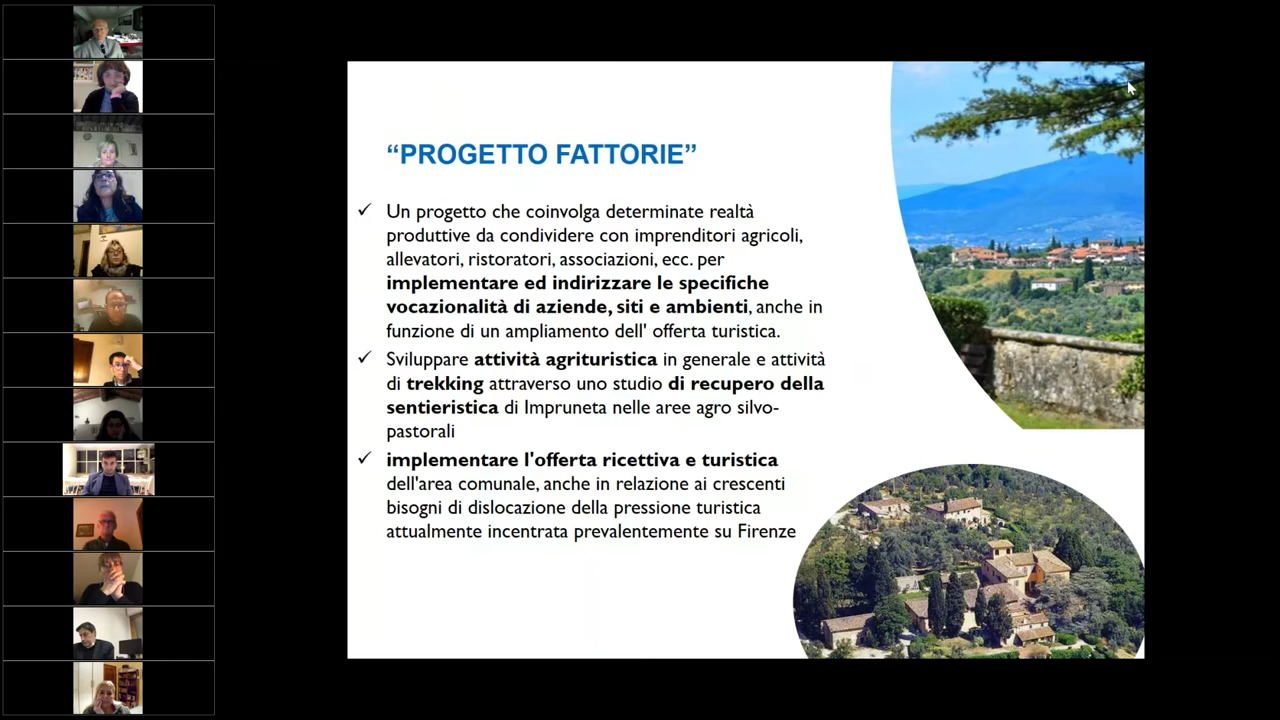 “PROGETTO FATTORIE”
✓ Un progetto che coinvolga determinate realtà
produttive da condividere con imprenditori agricoli,
allevatori, ristoratori, associazioni, ecc. per
implementare ed indirizzare le specifiche
vocazionalità di aziende, siti e ambienti, anche in
funzione di un ampliamento dell' offerta turistica.
✓ Sviluppare attività agrituristica in generale e attività
di trekking attraverso uno studio di recupero della
sentieristica di Impruneta nelle aree agro silvo-
pastorali
✓ implementare l'offerta ricettiva e turistica
dell'area comunale, anche in relazione ai crescenti
bisogni di dislocazione della pressione turistica
attualmente incentrata prevalentemente su Firenze